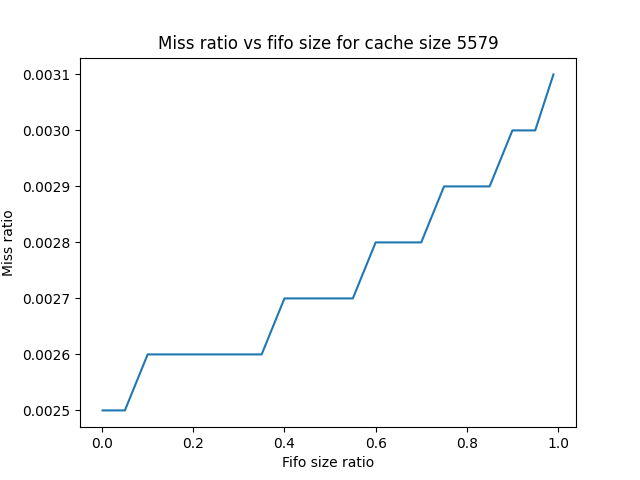 Miss ratio vs fifo size for cache size 5579
0.0031
0.0030
0.0029
0.0028
0.0027
0.0026
0.0025
Miss ratio
0.0 0.2 0.4 0.6 0.8 1.0
Fifo size ratio